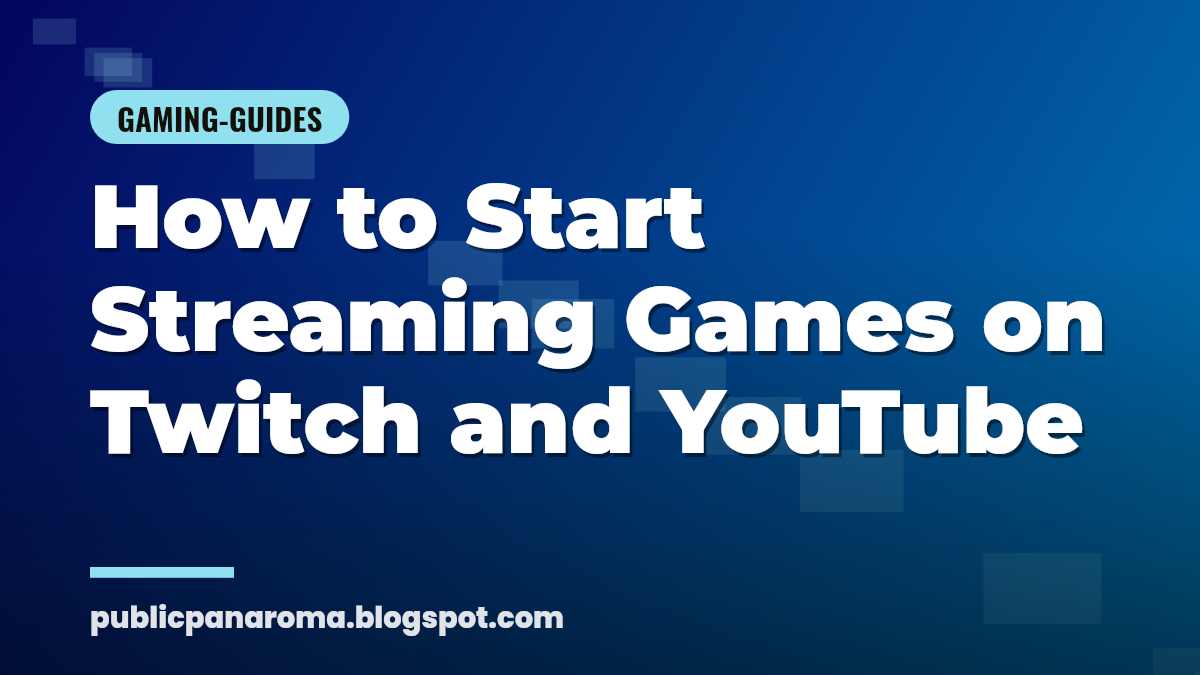 GAMING-GUIDES
How to Start
Streaming Games on
Twitch and YouTube
publicpanaroma.blogspot.com